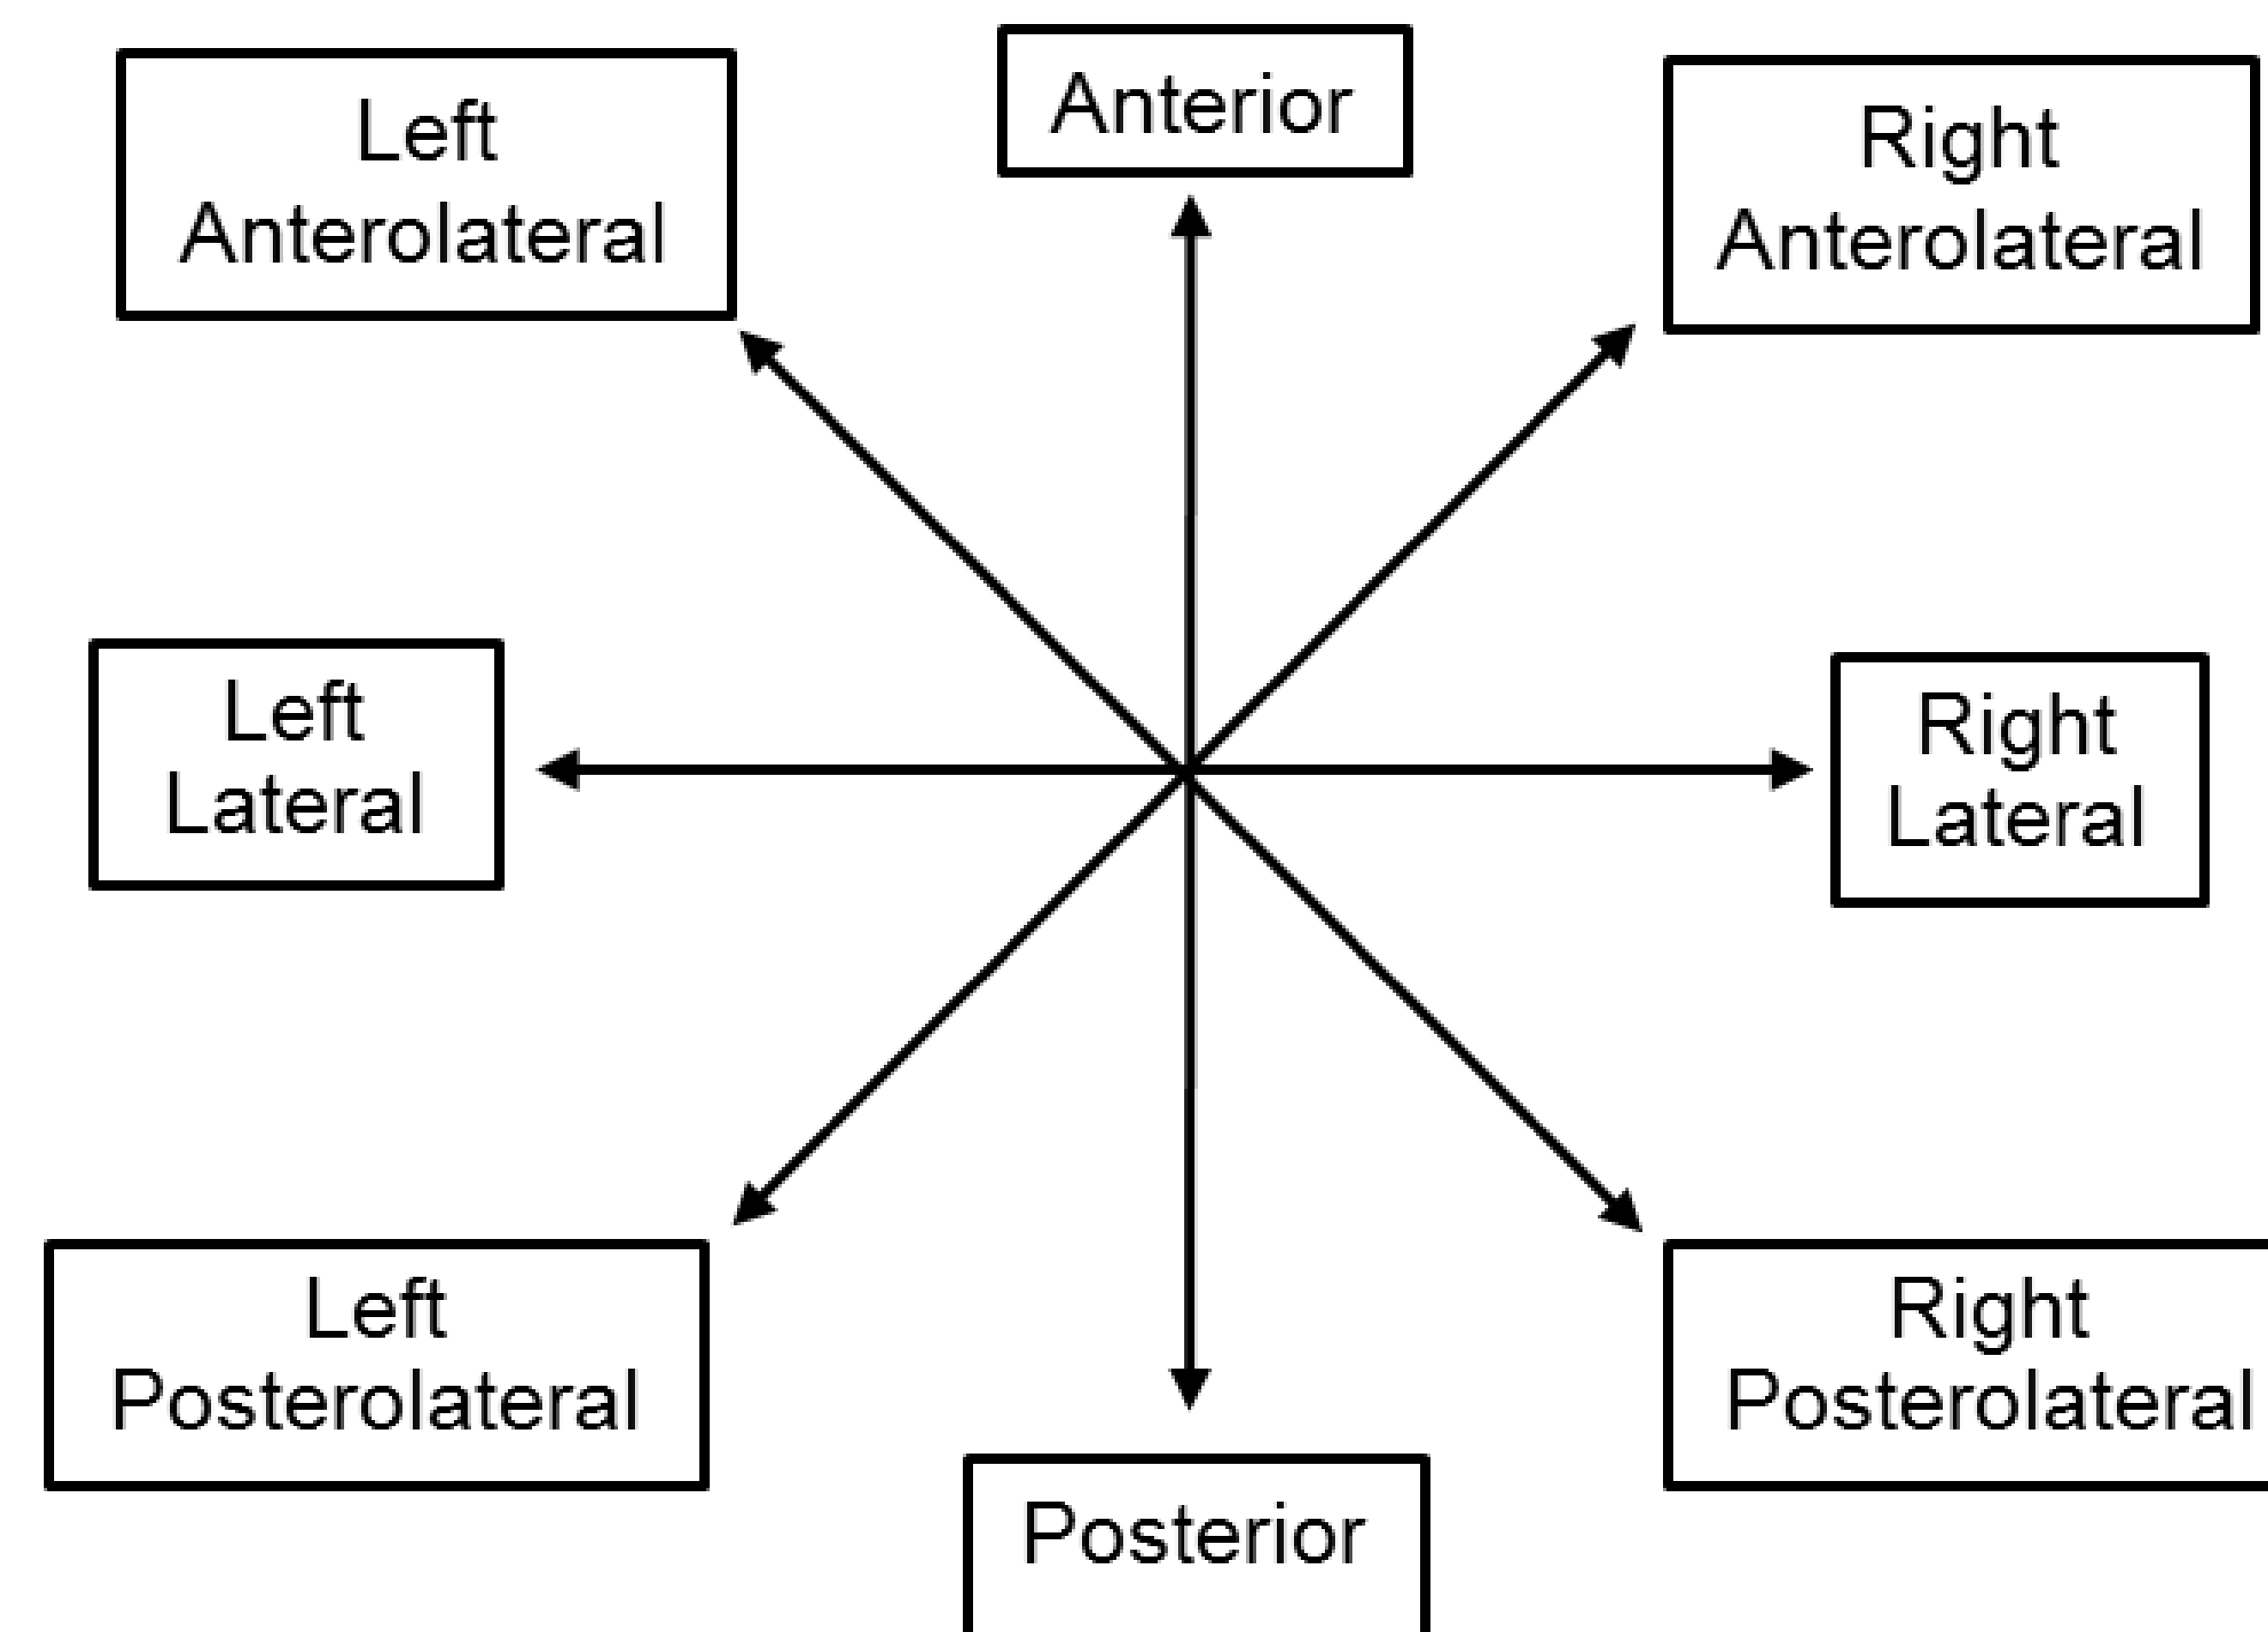 Left
Anterolateral
Anterior
Right
Anterolateral
Left
Lateral
Right
Lateral
Left
Posterolateral
Right
Posterolateral
Posterior